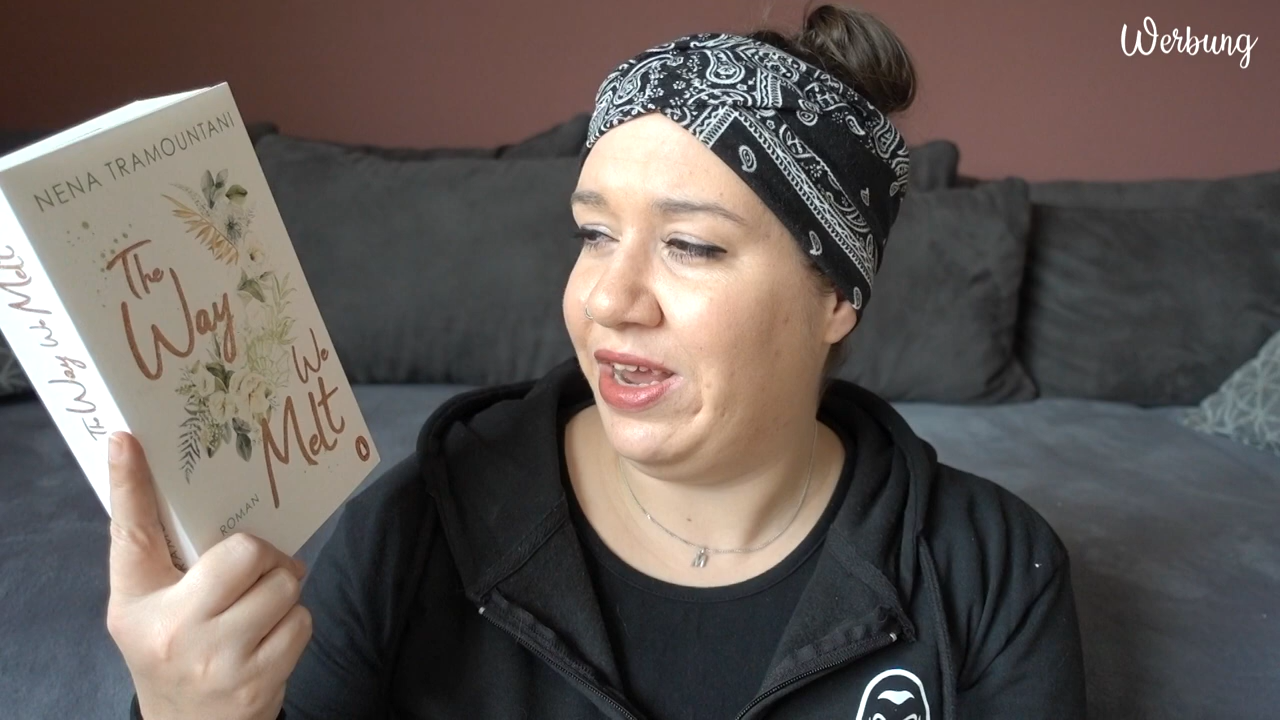 Werbung
NENA TRAMOUNTANI
The
Way
We
Melt
ROMAN
The Way We Melt